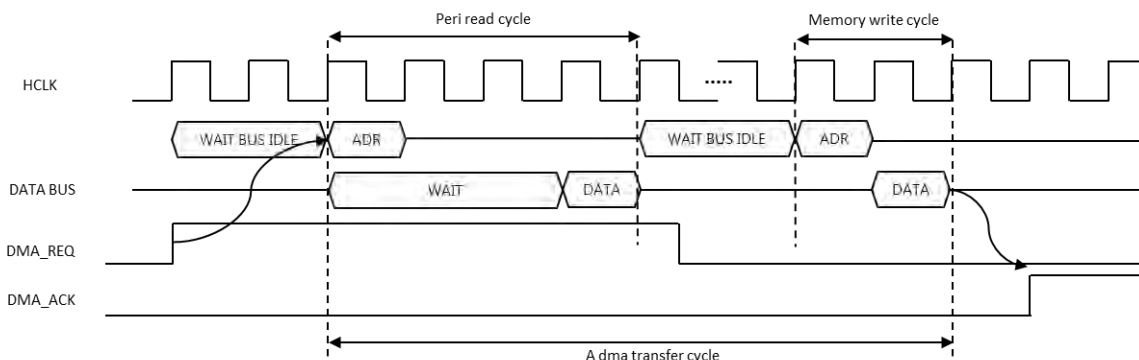 Peri read cycle
Memory write cycle
HCLK
WAIT BUS IDLE
ADR
WAIT BUS IDLE
ADR
DATA BUS
WAIT
DATA
DATA
DMA_REQ
DMA_ACK
A dma transfer cycle